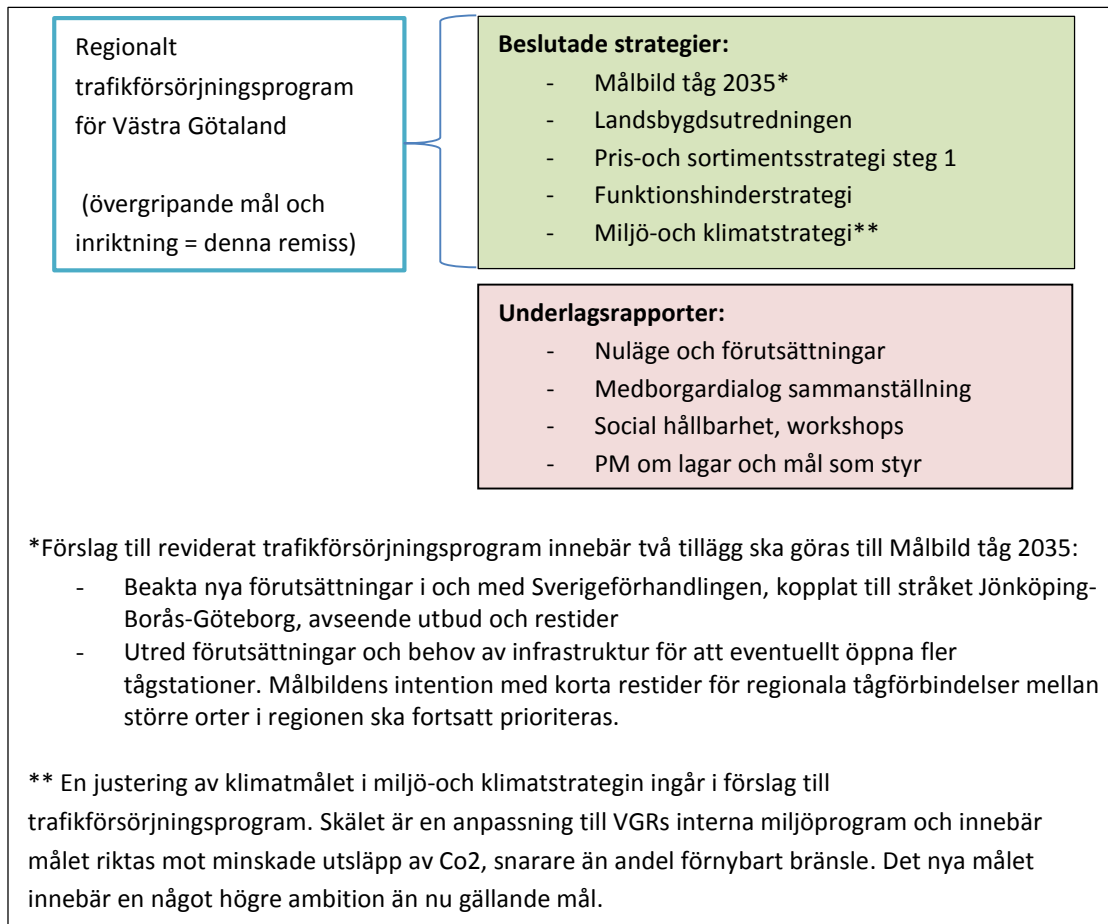 Regionalt
trafikförsörjningsprogram
för Västra Götaland
(övergripande mål och
inriktning = denna remiss)
Beslutade strategier:
- Målbild tåg 2035*
- Landsbygdsutredningen
- Pris-och sortimentsstrategi steg 1
- Funktionshinderstrategi
- Miljö-och klimatstrategi**
Underlagsrapporter:
- Nuläge och förutsättningar
- Medborgardialog sammanställning
- Social hållbarhet, workshops
- PM om lagar och mål som styr
*Förslag till reviderat trafikförsörjningsprogram innebär två tillägg ska göras till Målbild tåg 2035:
- Beakta nya förutsättningar i och med Sverigeförhandlingen, kopplat till stråket Jönköping-
Borås-Göteborg, avseende utbud och restider
- Utred förutsättningar och behov av infrastruktur för att eventuellt öppna fler
tågstationer. Målbildens intention med korta restider för regionala tågförbindelser mellan
större orter i regionen ska fortsatt prioriteras.
** En justering av klimatmålet i miljö-och klimatstrategin ingår i förslag till
trafikförsörjningsprogram. Skälet är en anpassning till VGRs interna miljöprogram och innebär
målet riktas mot minskade utsläpp av Co2, snarare än andel förnybart bränsle. Det nya målet
innebär en något högre ambition än nu gällande mål.